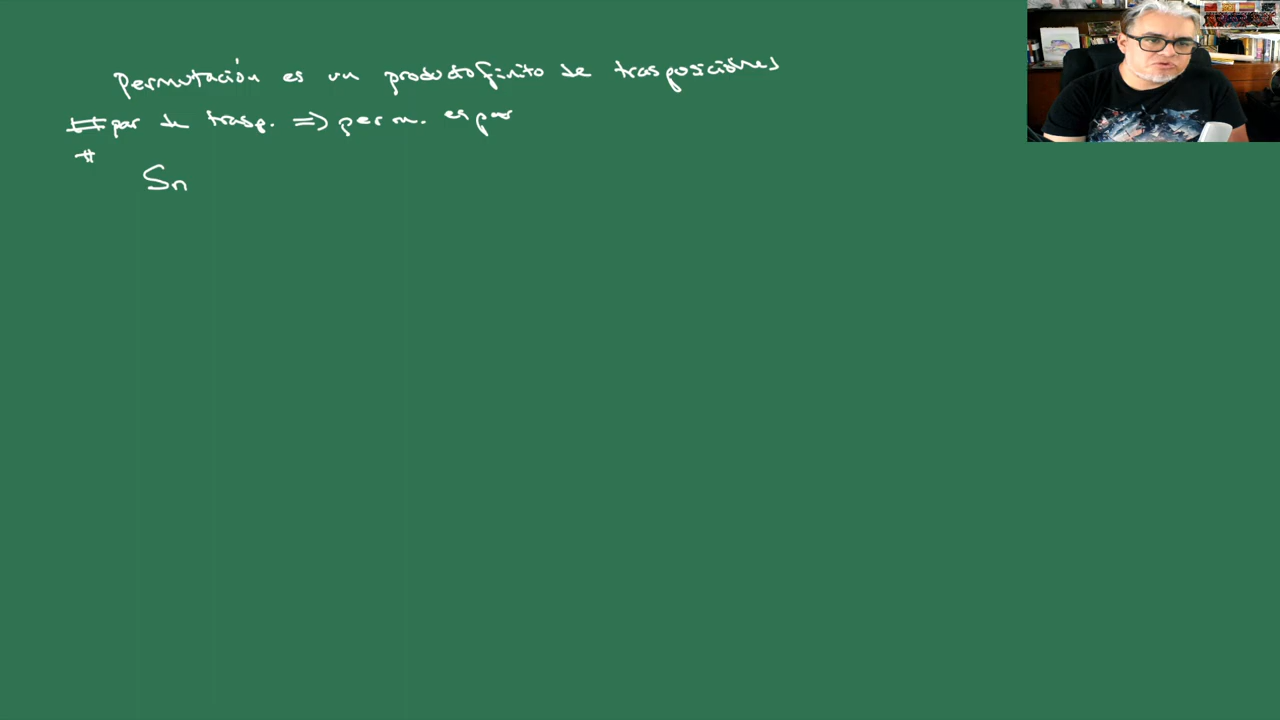 Permutación es un producto finito de trasposiciones
# par de trasp. => perm. es par
#
Sn